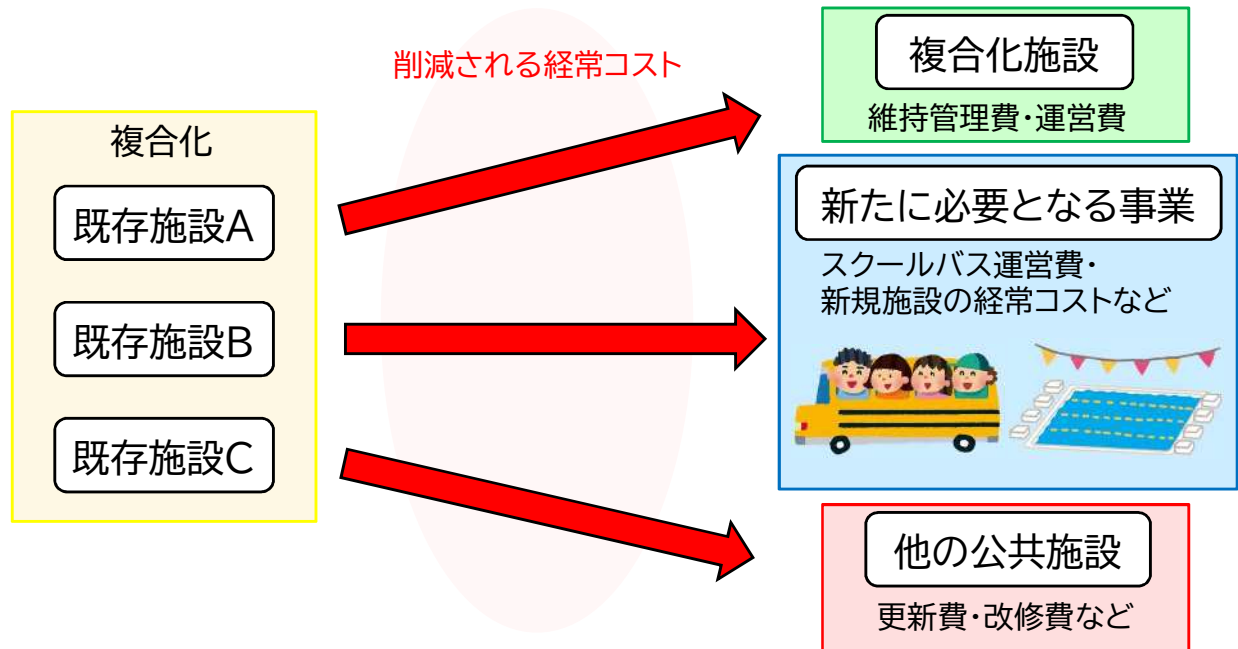 複合化
既存施設A
既存施設B
既存施設C
削減される経常コスト
複合化施設
維持管理費・運営費
新たに必要となる事業
スクールバス運営費・
新規施設の経常コストなど
他の公共施設
更新費・改修費など